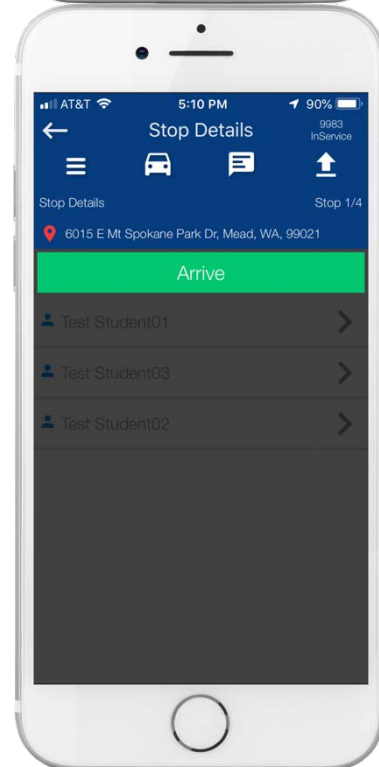 AT&T 5:10 PM 90%
Stop Details 9983
InService
Stop Details Stop 1/4
6015 E Mt Spokane Park Dr, Mead, WA, 99021
Arrive
Test Student01
Test Student03
Test Student02